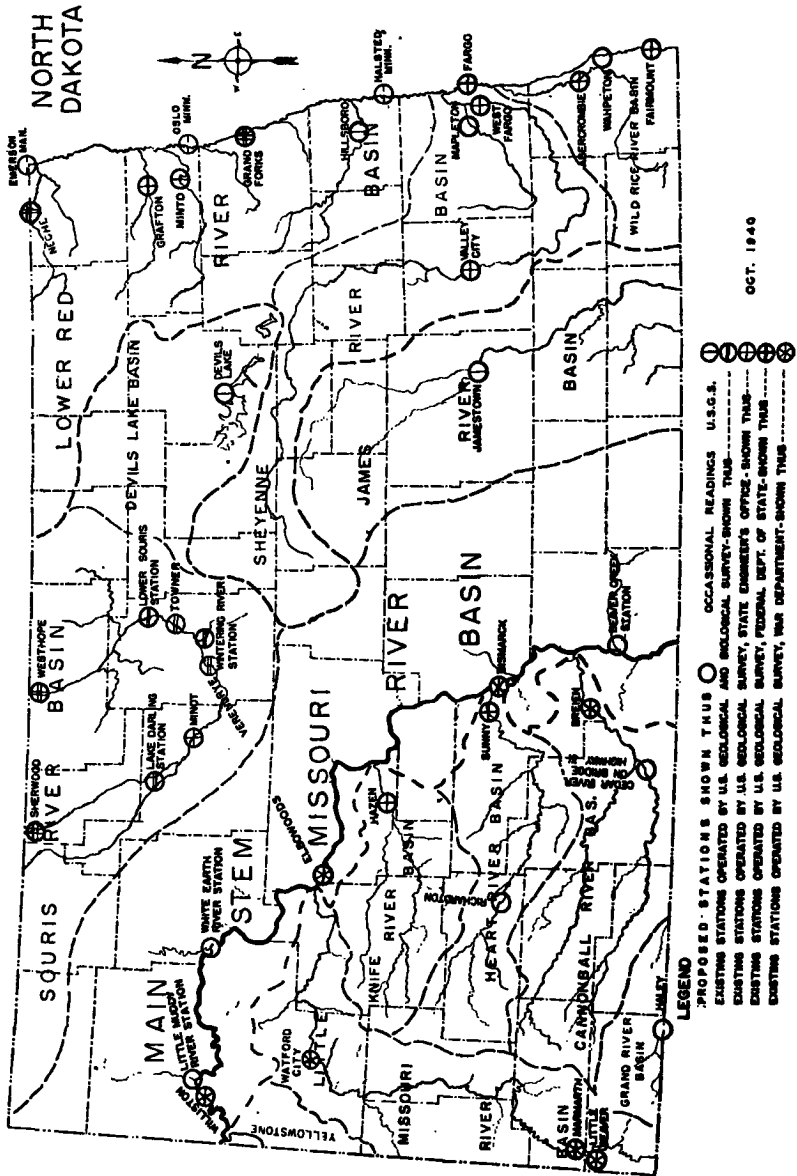 NORTH
DAKOTA
N
W
E
EMERSON
MAN.
NECHE
OSLO
MINN.
GRAFTON
MINTO
GRAND
FORKS
HALSTED
MINN.
HILLSBORO
FARGO
MAPLETON
WEST
FARGO
ABERCROMBIE
WAHPETON
FAIRMOUNT
LOWER RED
RIVER
BASIN
WILD RICE RIVER BASIN
DEVILS LAKE BASIN
DEVILS
LAKE
SHEYENNE
RIVER
BASIN
VALLEY
CITY
JAMES
RIVER
BASIN
JAMESTOWN
SOURIS
RIVER
BASIN
SHERWOOD
WESTHOPE
LOWER SOURIS
STATION
TOWNER
WINTERING RIVER
STATION
VERENDRYE
MINOT
LAKE DARLING
STATION
MAIN
STEM
MISSOURI
RIVER
BASIN
WILLISTON
LITTLE MUDDY
RIVER STATION
WHITE EARTH
RIVER STATION
ELBOWOODS
YELLOWSTONE
WATFORD
CITY
LITTLE
MISSOURI
RIVER
BASIN
MARMARTH
LITTLE
BEAVER
KNIFE
RIVER
BASIN
HAZEN
HEART
RIVER BASIN
RICHARDTON
SUNNY
BISMARCK
CANNONBALL
RIVER
BAS.
BREIEN
CEDAR RIVER
ON BRIDGE
HIGHWAY
BEAVER CREEK
STATION
GRAND RIVER
BASIN
HALEY
OCT. 1940
LEGEND
PROPOSED STATIONS SHOWN THUS OCCASSIONAL READINGS U.S.G.S.
EXISTING STATIONS OPERATED BY U.S. GEOLOGICAL AND BIOLOGICAL SURVEY-SHOWN THUS
EXISTING STATIONS OPERATED BY U.S. GEOLOGICAL SURVEY, STATE ENGINEER'S OFFICE-SHOWN THUS
EXISTING STATIONS OPERATED BY U.S. GEOLOGICAL SURVEY, FEDERAL DEPT. OF STATE-SHOWN THUS
EXISTING STATIONS OPERATED BY U.S. GEOLOGICAL SURVEY, WAR DEPARTMENT-SHOWN THUS